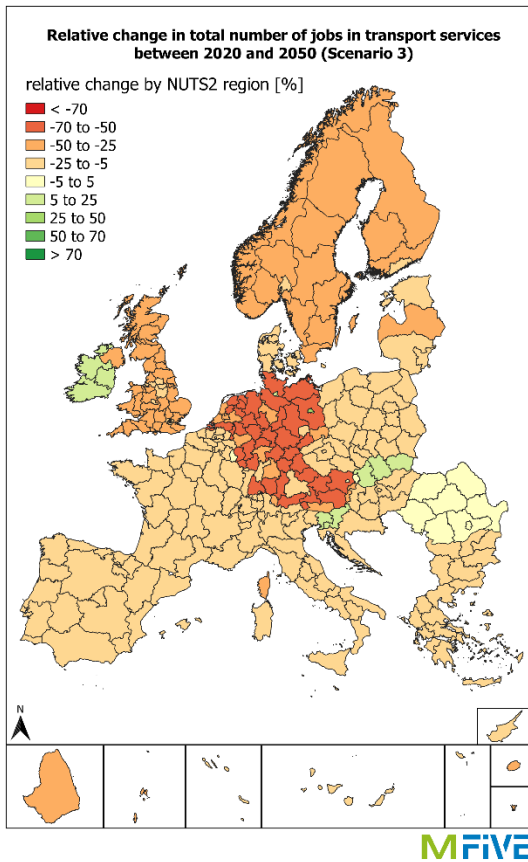 Relative change in total number of jobs in transport services
between 2020 and 2050 (Scenario 3)
relative change by NUTS2 region [%]
< -70
-70 to -50
-50 to -25
-25 to -5
-5 to 5
5 to 25
25 to 50
50 to 70
> 70
N
M FIVE